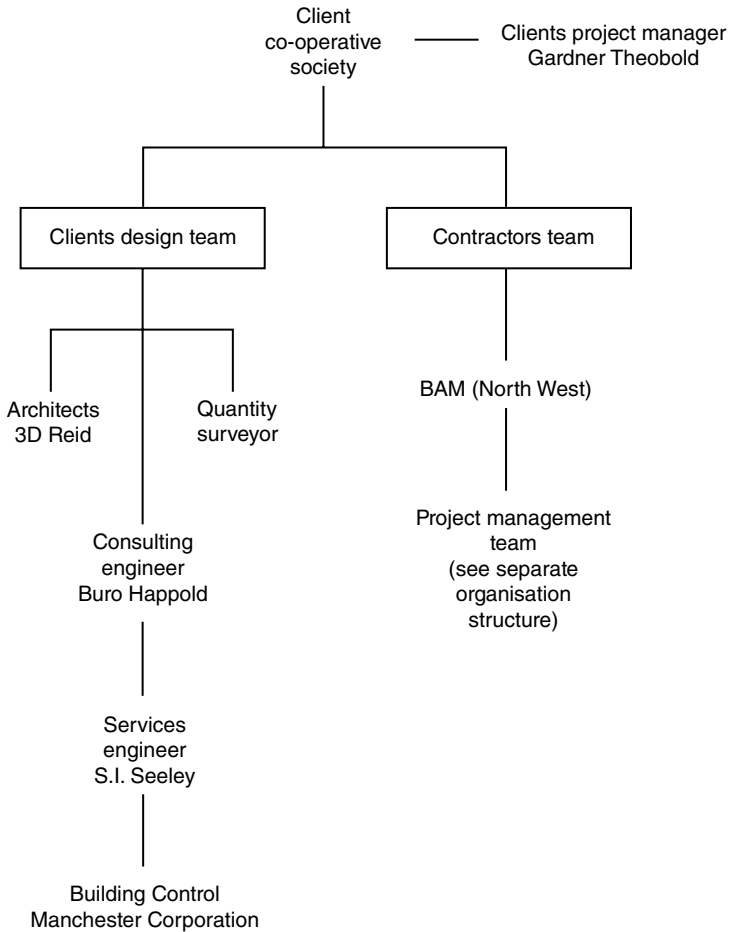 Client
co-operative
society
Clients project manager
Gardner Theobold
Clients design team
Contractors team
Architects
3D Reid
Quantity
surveyor
BAM (North West)
Consulting
engineer
Buro Happold
Project management
team
(see separate
organisation
structure)
Services
engineer
S.I. Seeley
Building Control
Manchester Corporation